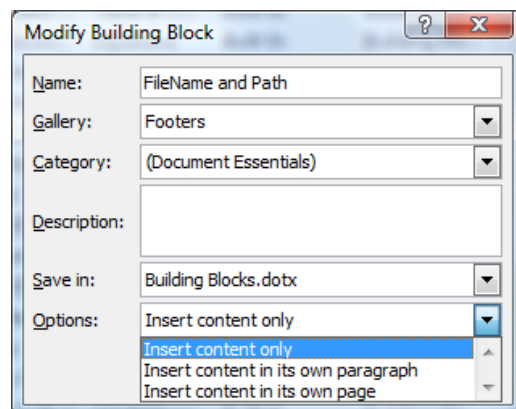 Modify Building Block
Name: FileName and Path
Gallery: Footers
Category: (Document Essentials)
Description:
Save in: Building Blocks.dotx
Options: Insert content only
Insert content only
Insert content in its own paragraph
Insert content in its own page